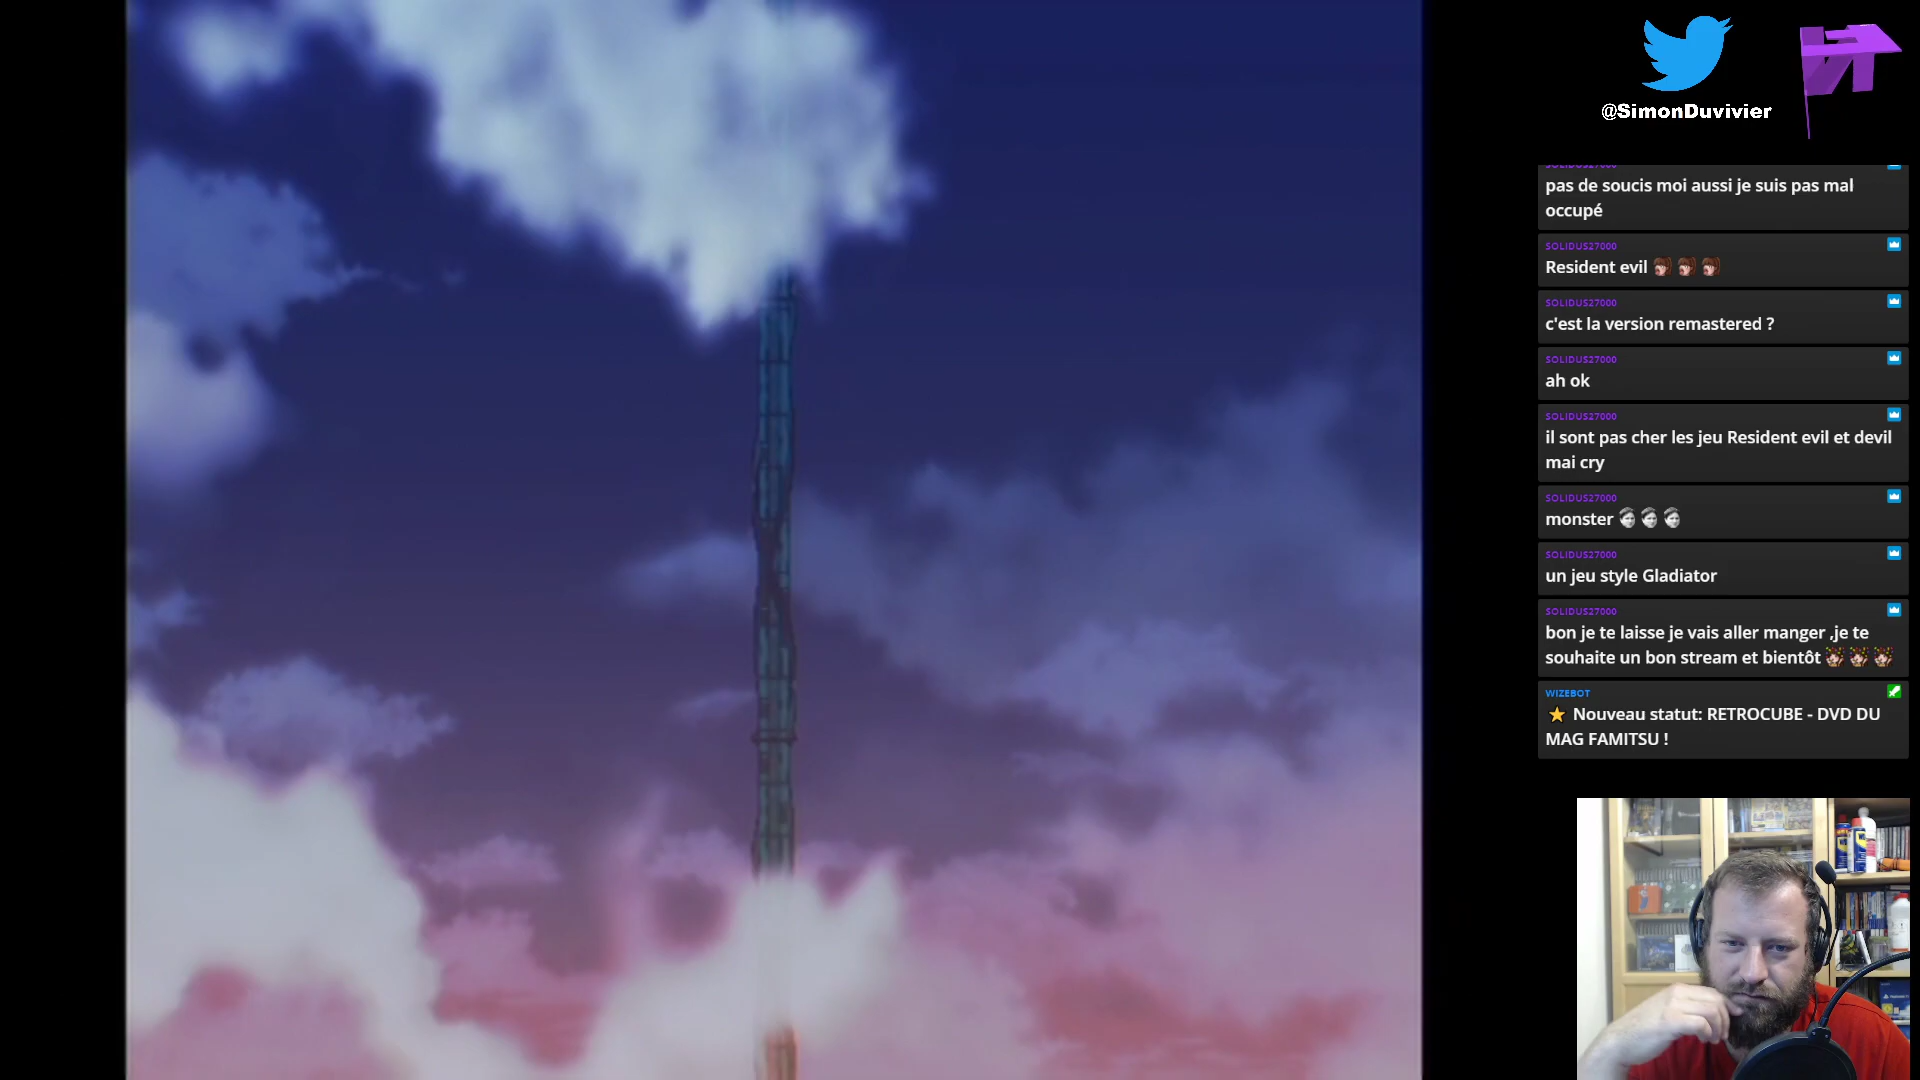 @SimonDuvivier
SOLIDUS27000
pas de soucis moi aussi je suis pas mal
occupé
SOLIDUS27000
Resident evil
SOLIDUS27000
c'est la version remastered ?
SOLIDUS27000
ah ok
SOLIDUS27000
il sont pas cher les jeu Resident evil et devil
mai cry
SOLIDUS27000
monster
SOLIDUS27000
un jeu style Gladiator
SOLIDUS27000
bon je te laisse je vais aller manger ,je te
souhaite un bon stream et bientôt
WIZEBOT
Nouveau statut: RETROCUBE - DVD DU
MAG FAMITSU !